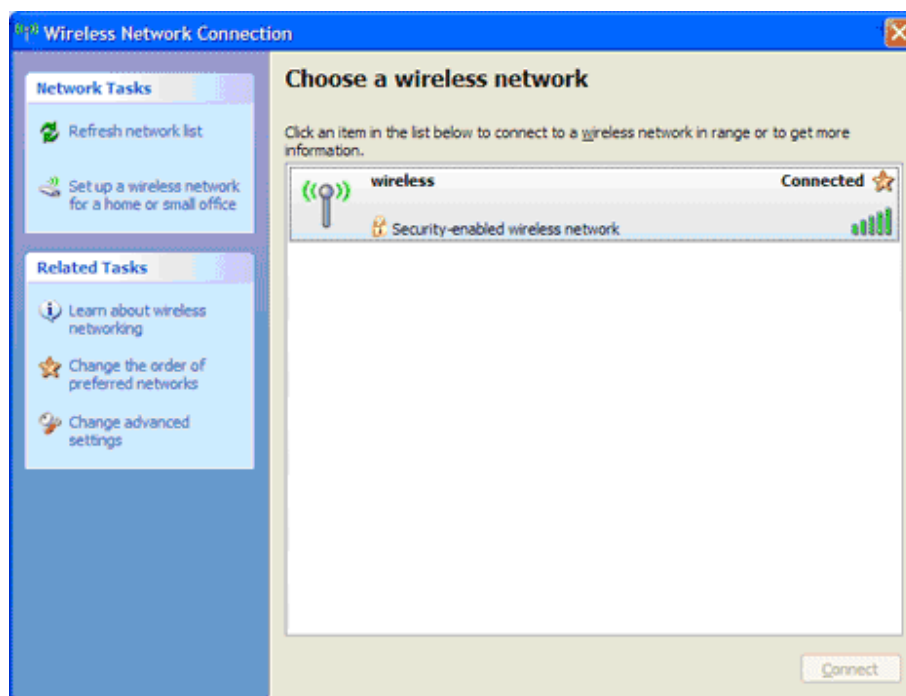 Wireless Network Connection
Network Tasks
Refresh network list
Set up a wireless network
for a home or small office
Related Tasks
Learn about wireless
networking
Change the order of
preferred networks
Change advanced
settings
Choose a wireless network
Click an item in the list below to connect to a wireless network in range or to get more
information.
wireless
Connected
Security-enabled wireless network
Connect